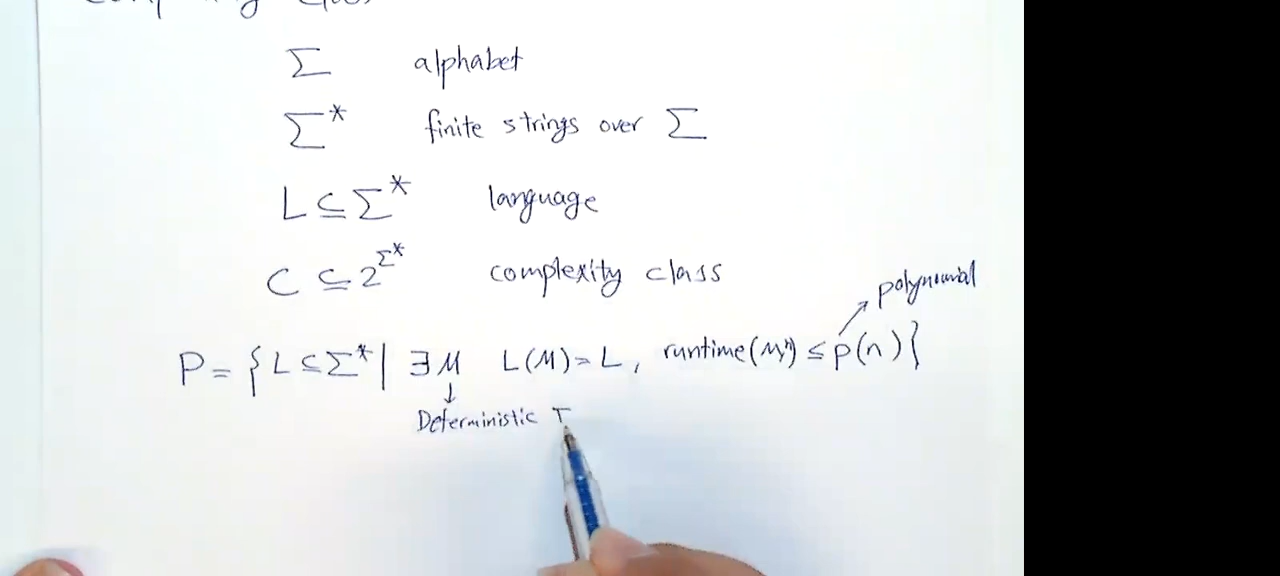 Σ alphabet
Σ* finite strings over Σ
L ⊆ Σ* language
C ⊆ 2^Σ* complexity class
polynomial
P = { L ⊆ Σ* | ∃ M L(M) = L, runtime(M,n) ≤ p(n) }
Deterministic T